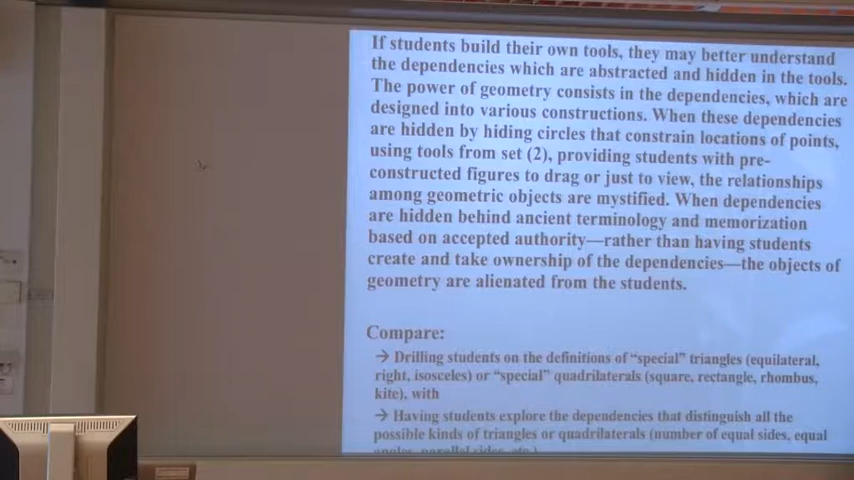 If students build their own tools, they may better understand
the dependencies which are abstracted and hidden in the tools.
The power of geometry consists in the dependencies, which are
designed into various constructions. When these dependencies
are hidden by hiding circles that constrain locations of points,
using tools from set (2), providing students with pre-
constructed figures to drag or just to view, the relationships
among geometric objects are mystified. When dependencies
are hidden behind ancient terminology and memorization
based on accepted authority—rather than having students
create and take ownership of the dependencies—the objects of
geometry are alienated from the students.
Compare:
→ Drilling students on the definitions of “special” triangles (equilateral,
right, isosceles) or “special” quadrilaterals (square, rectangle, rhombus,
kite), with
→ Having students explore the dependencies that distinguish all the
possible kinds of triangles or quadrilaterals (number of equal sides, equal
angles, parallel sides, etc.)